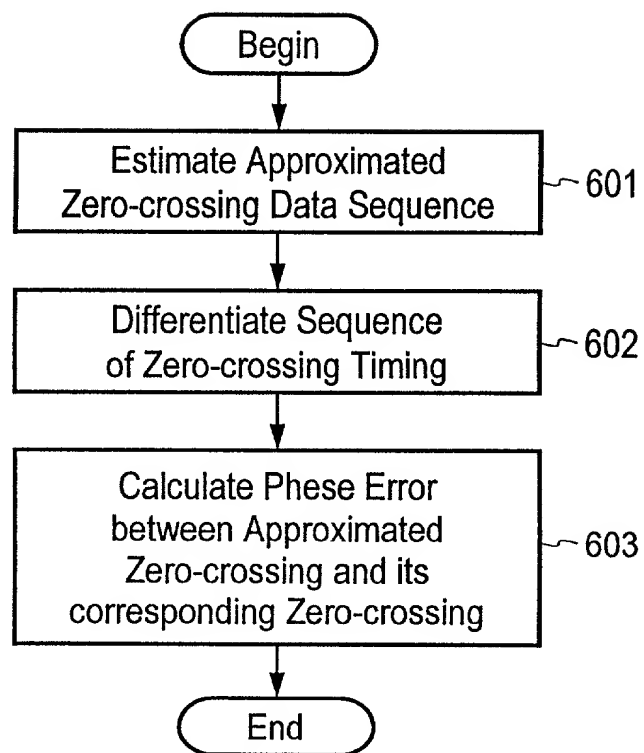 Begin
Estimate Approximated
Zero-crossing Data Sequence
601
Differentiate Sequence
of Zero-crossing Timing
602
Calculate Phese Error
between Approximated
Zero-crossing and its
corresponding Zero-crossing
603
End